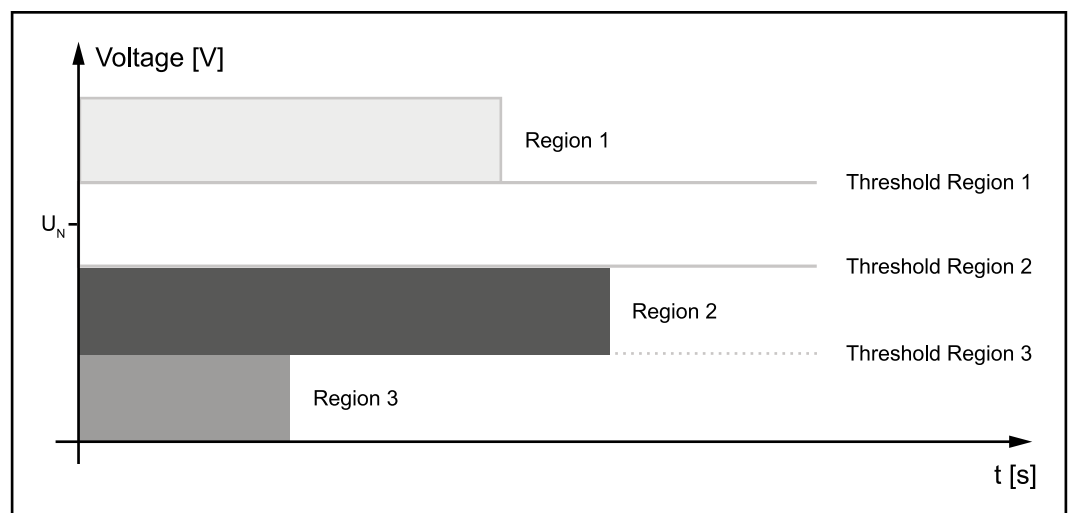 Voltage [V]
Region 1
Threshold Region 1
U_N
Threshold Region 2
Region 2
Threshold Region 3
Region 3
t [s]